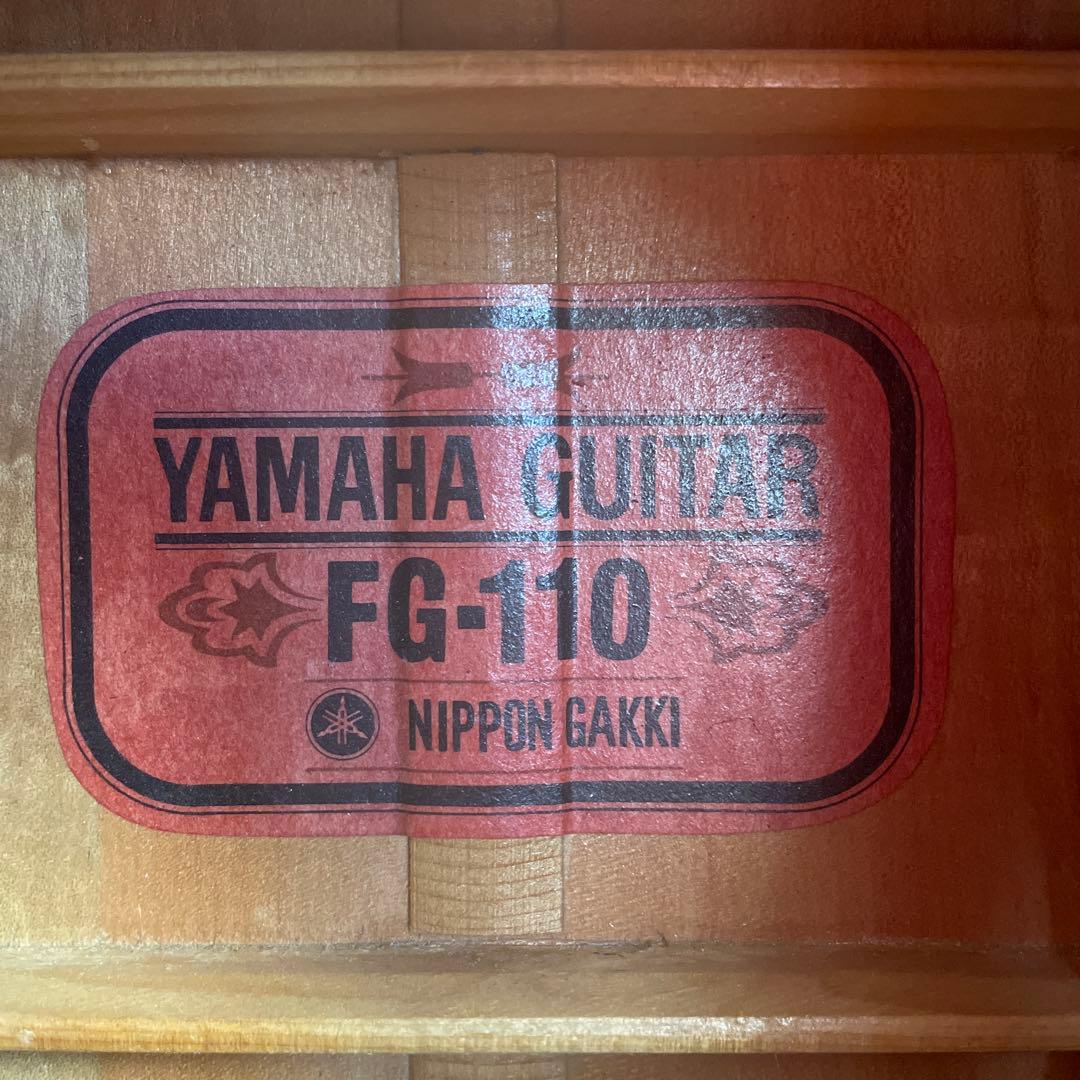 YAMAHA GUITAR
FG-110
NIPPON GAKKI